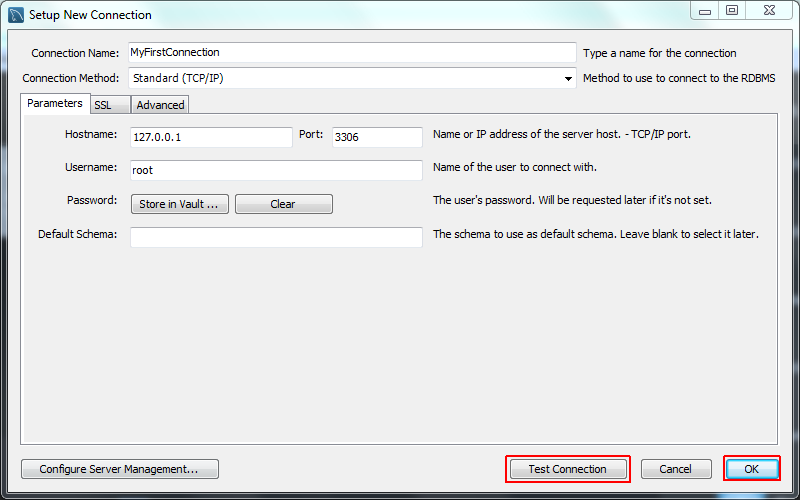 Setup New Connection
Connection Name: MyFirstConnection Type a name for the connection
Connection Method: Standard (TCP/IP) Method to use to connect to the RDBMS
Parameters SSL Advanced
Hostname: 127.0.0.1 Port: 3306 Name or IP address of the server host. - TCP/IP port.
Username: root Name of the user to connect with.
Password: Store in Vault ... Clear The user's password. Will be requested later if it's not set.
Default Schema: The schema to use as default schema. Leave blank to select it later.
Configure Server Management... Test Connection Cancel OK